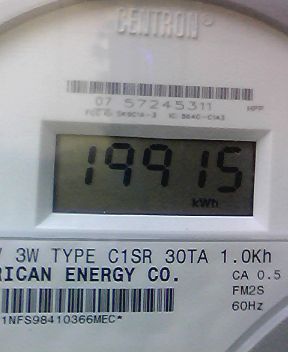 CENTRON®
07 57245311 HPP
19915
kWh
3W TYPE C1SR 30TA 1.0Kh
RICAN ENERGY CO. CA 0.5
FM2S
60Hz
1NFS98410366MEC*